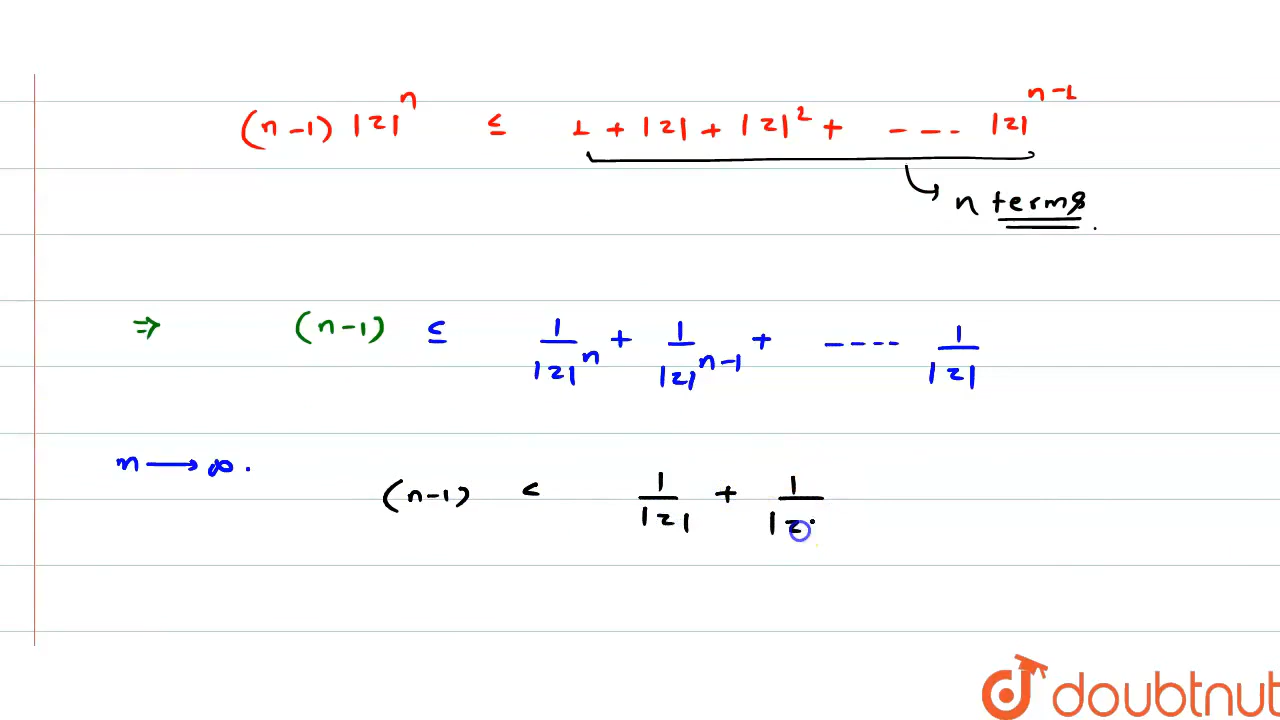 (n-1) |z|^n ≤ 1 + |z| + |z|^2 + ---- |z|^{n-1}
n terms.
⇒ (n-1) ≤ 1/|z|^n + 1/|z|^{n-1} + ---- 1/|z|
n → ∞.
(n-1) < 1/|z| + 1/|z
doubtnut